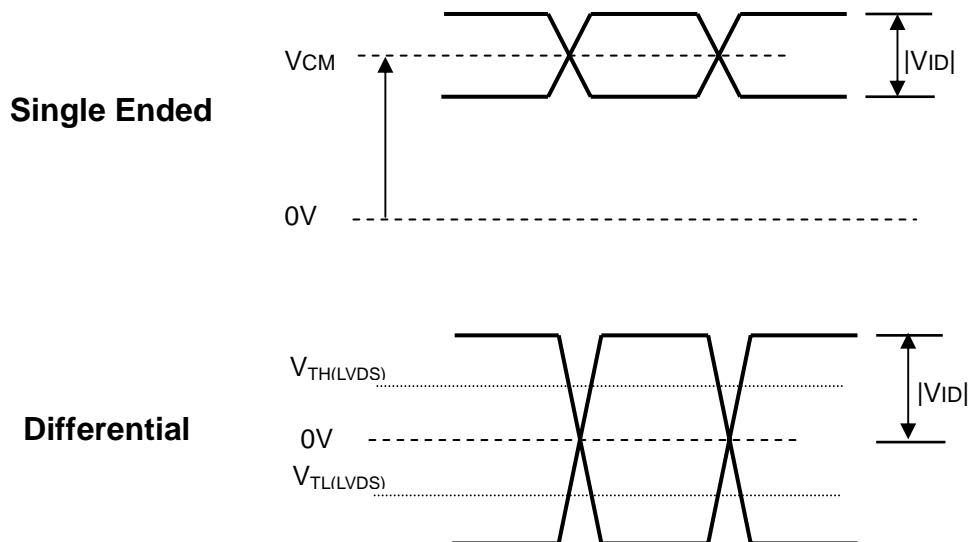 VCM
|VID|
Single Ended
0V
VTH(LVDS)
|VID|
Differential
0V
VTL(LVDS)